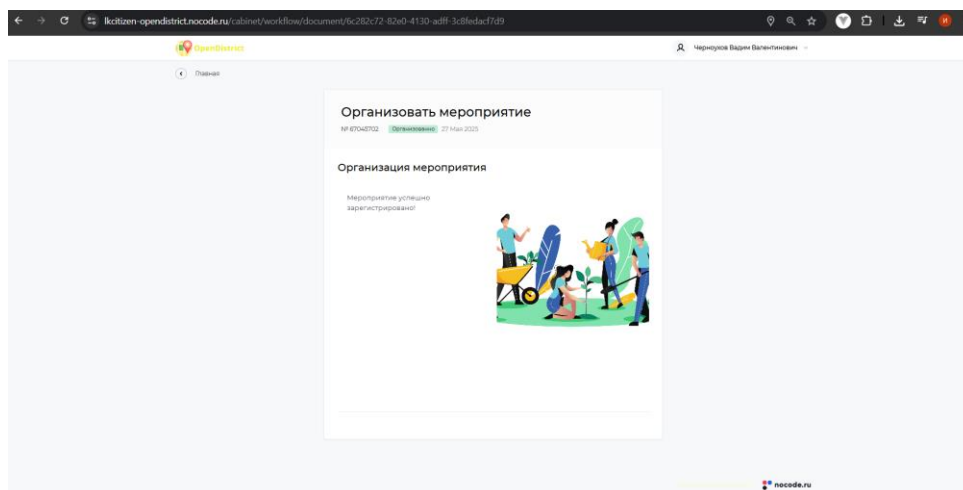 lkcitizen-opendistrict.nocode.ru/cabinet/workflow/document/6c282c72-82e0-4130-adff-3c8fedacf7d9
OpenDistrict
Черноухов Вадим Валентинович
Главная
Организовать мероприятие
№ 67045702 Организованно 27 Мая 2025
Организация мероприятия
Мероприятие успешно
зарегистрировано!
nocode.ru